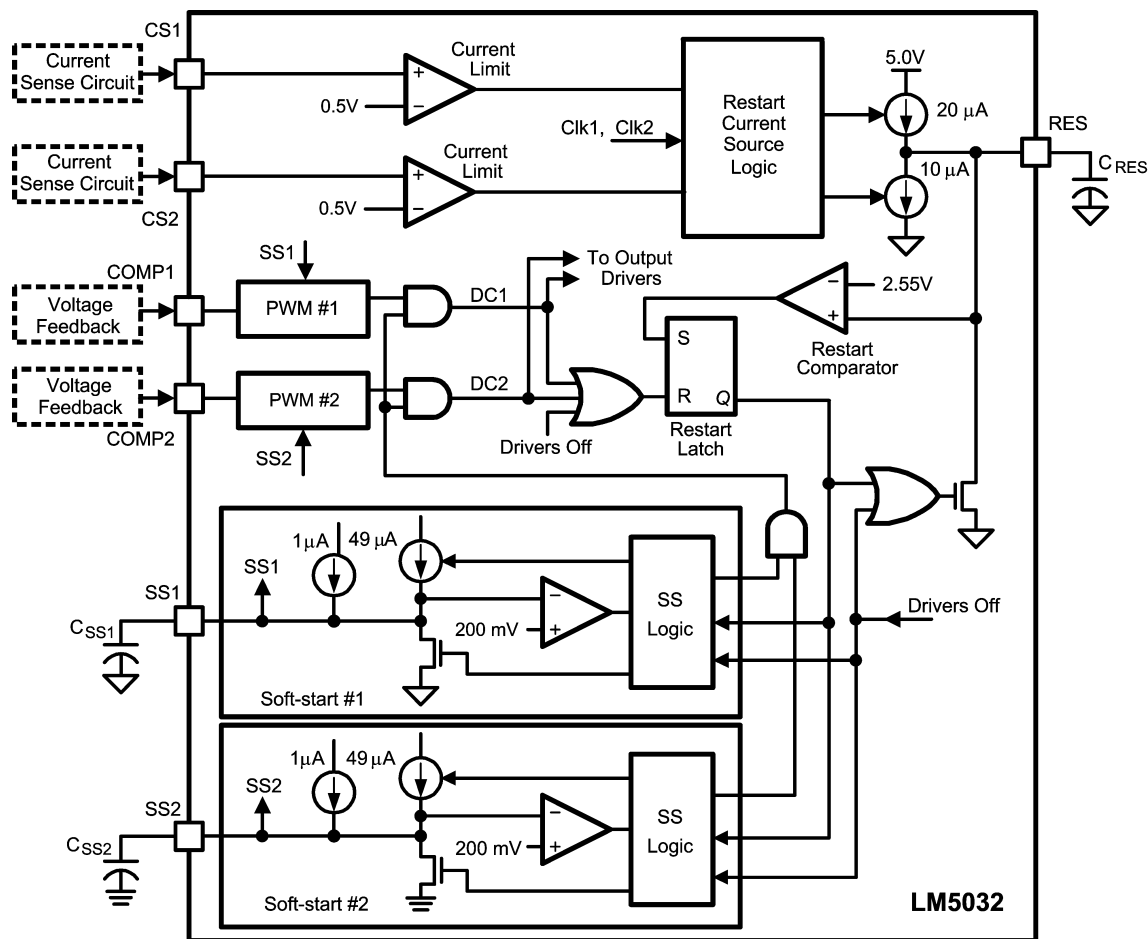 CS1
Current
Sense Circuit
Current
Limit
+
0.5V
−
5.0V
20 µA
Restart
Current
Source
Logic
Clk1, Clk2
RES
C RES
10 µA
Current
Sense Circuit
Current
Limit
+
0.5V
−
CS2
SS1
COMP1
To Output
Drivers
Voltage
Feedback
PWM #1
DC1
−
2.55V
+
Restart
Comparator
S
Voltage
Feedback
PWM #2
DC2
R
Q
COMP2
SS2
Drivers Off
Restart
Latch
1µA
49 µA
SS1
SS1
−
200 mV
+
SS
Logic
Drivers Off
CSS1
Soft-start #1
1µA
49µA
SS2
SS2
−
200 mV
+
SS
Logic
CSS2
Soft-start #2
LM5032